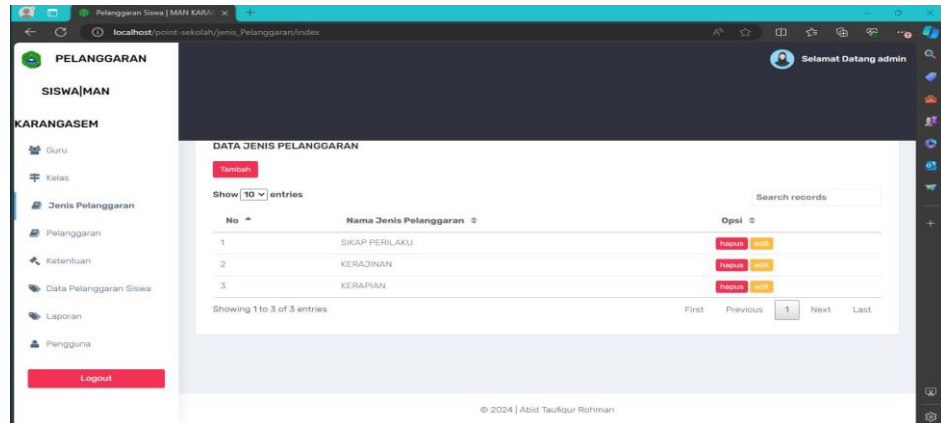 Pelanggaran Siswa | MAN KARA
localhost/point-sekolah/jenis_Pelanggaran/index
PELANGGARAN
SISWA|MAN
KARANGASEM
Selamat Datang admin
Guru
Kelas
Jenis Pelanggaran
Pelanggaran
Ketentuan
Data Pelanggaran Siswa
Laporan
Pengguna
Logout
DATA JENIS PELANGGARAN
Tambah
Show 10 entries
Search records
No Nama Jenis Pelanggaran Opsi
1 SIKAP PERILAKU hapus edit
2 KERAJINAN hapus edit
3 KERAPIAN hapus edit
Showing 1 to 3 of 3 entries
First Previous 1 Next Last
© 2024 | Abid Taufiqur Rohman